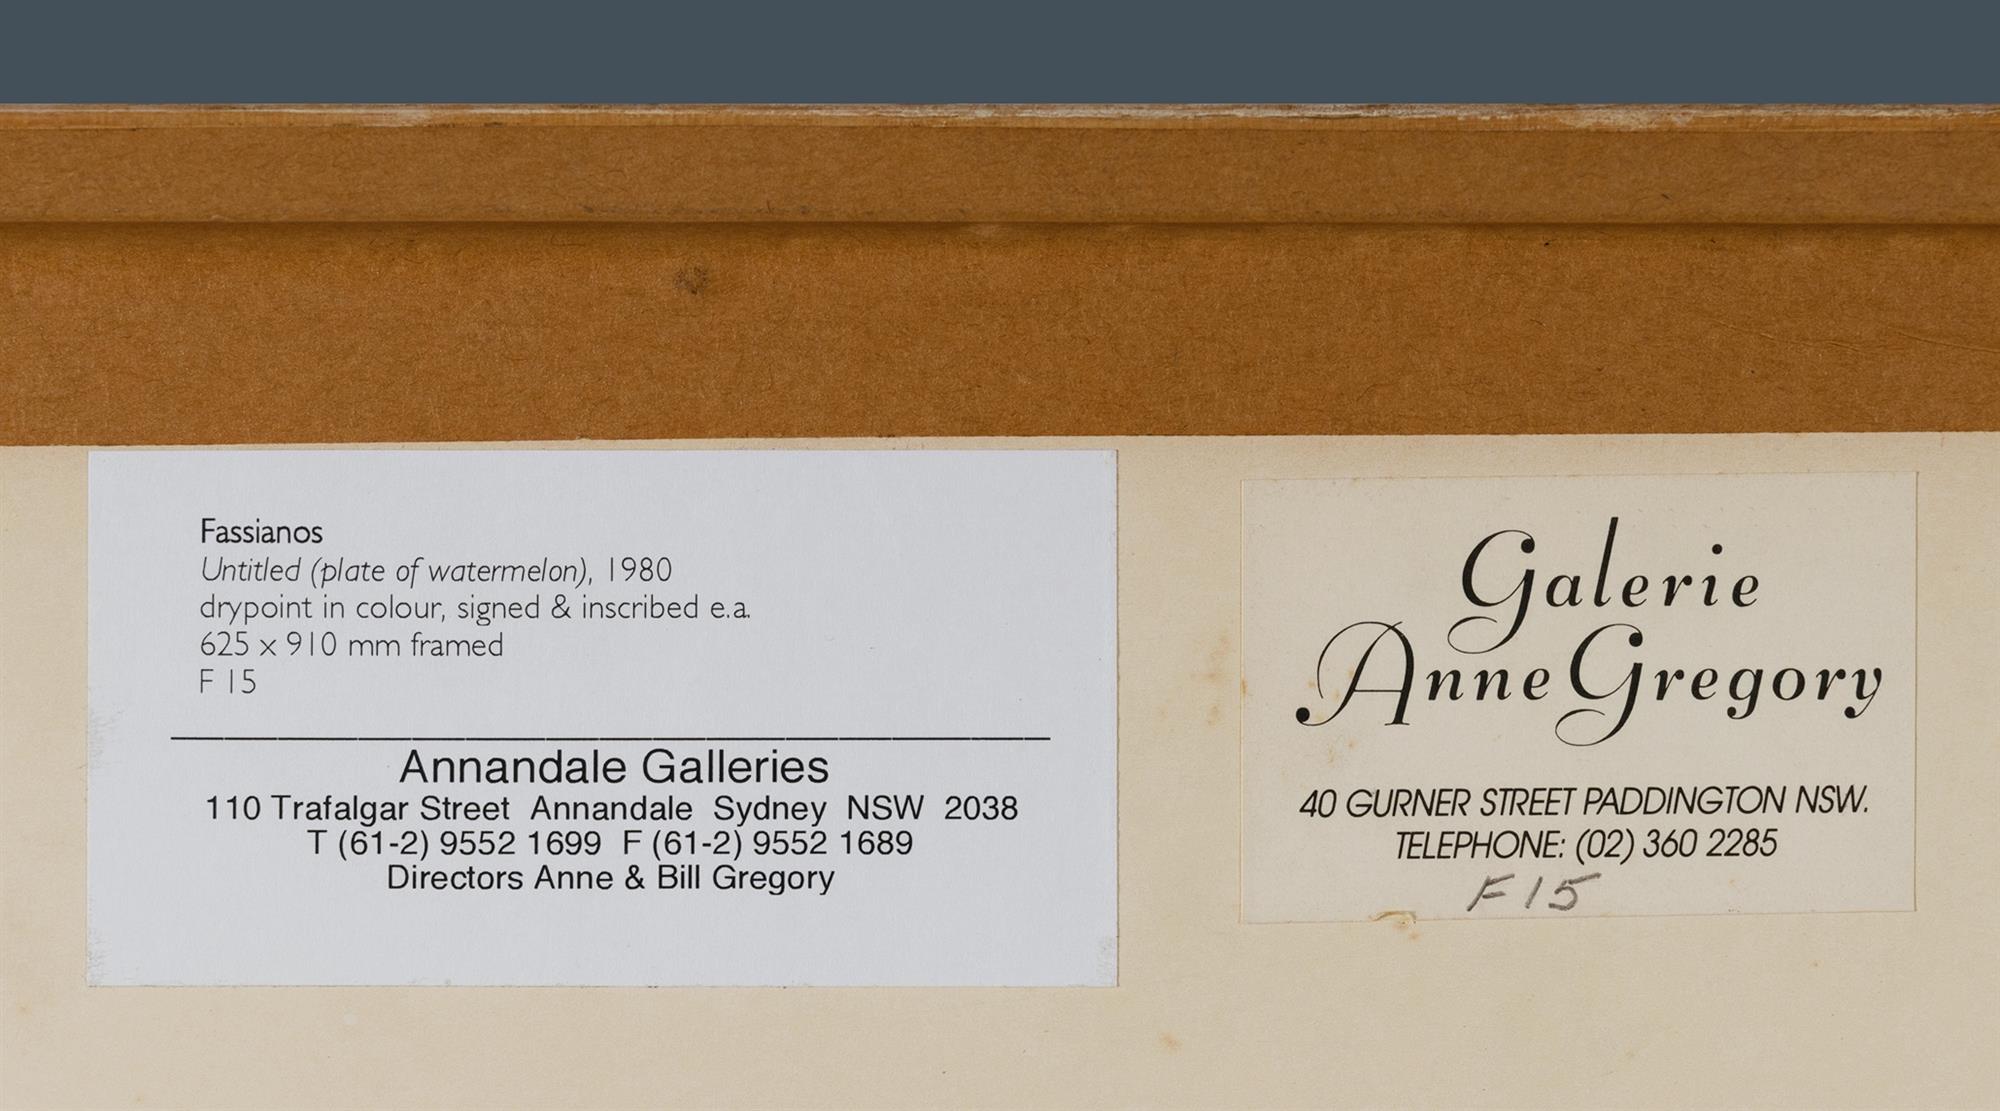 Fassianos
Untitled (plate of watermelon), 1980
drypoint in colour, signed & inscribed e.a.
625 x 910 mm framed
F 15
Annandale Galleries
110 Trafalgar Street Annandale Sydney NSW 2038
T (61-2) 9552 1699 F (61-2) 9552 1689
Directors Anne & Bill Gregory
Galerie
Anne Gregory
40 GURNER STREET PADDINGTON NSW.
TELEPHONE: (02) 360 2285
F 15